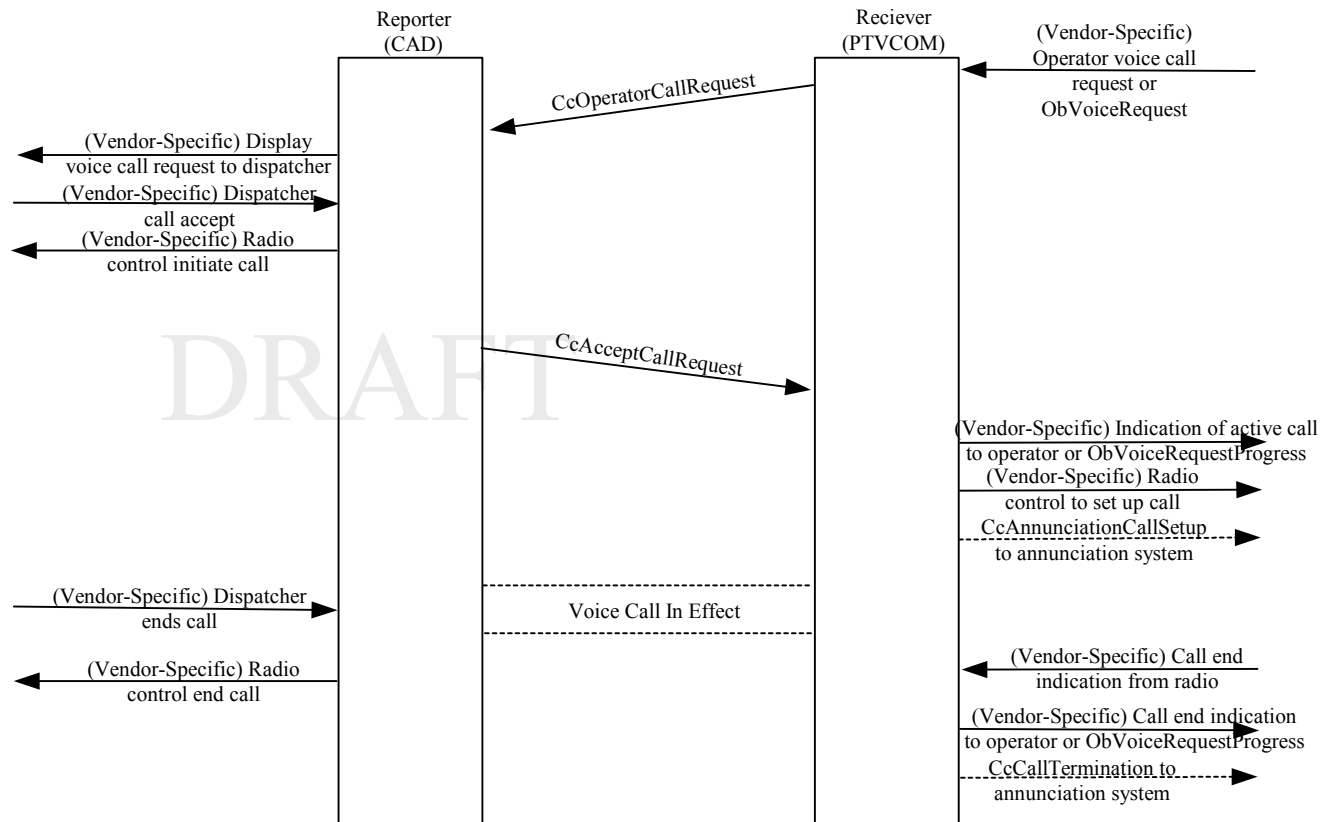 Reporter
(CAD)
Reciever
(PTVCOM)
(Vendor-Specific)
Operator voice call
request or
ObVoiceRequest
CcOperatorCallRequest
(Vendor-Specific) Display
voice call request to dispatcher
(Vendor-Specific) Dispatcher
call accept
(Vendor-Specific) Radio
control initiate call
DRAFT
CcAcceptCallRequest
(Vendor-Specific) Indication of active call
to operator or ObVoiceRequestProgress
(Vendor-Specific) Radio
control to set up call
CcAnnunciationCallSetup
to annunciation system
(Vendor-Specific) Dispatcher
ends call
Voice Call In Effect
(Vendor-Specific) Radio
control end call
(Vendor-Specific) Call end
indication from radio
(Vendor-Specific) Call end indication
to operator or ObVoiceRequestProgress
CcCallTermination to
annunciation system